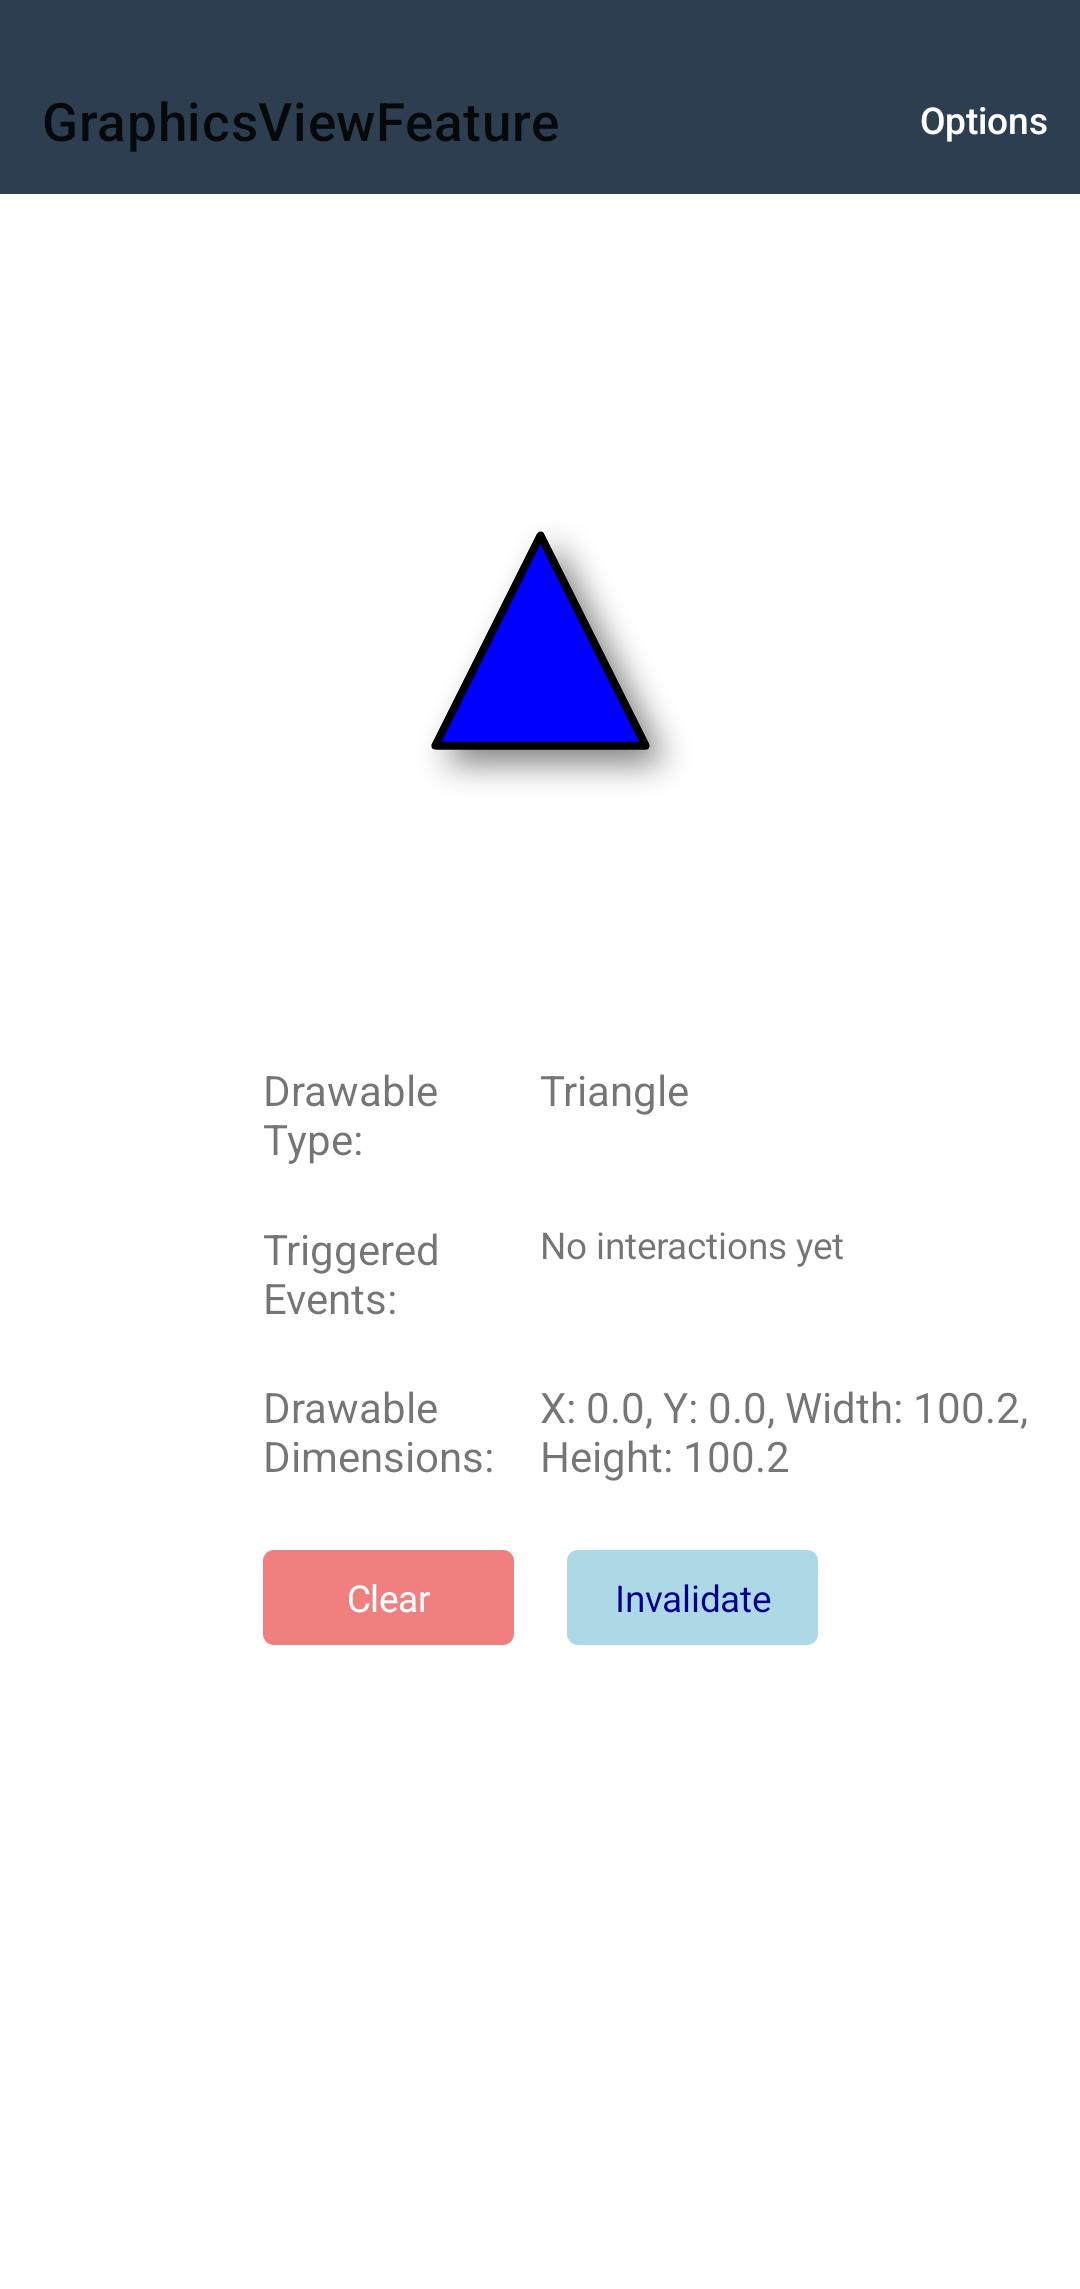 GraphicsViewFeature
Options
Drawable
Type:
Triangle
Triggered
Events:
No interactions yet
Drawable
Dimensions:
X: 0.0, Y: 0.0, Width: 100.2,
Height: 100.2
Clear
Invalidate